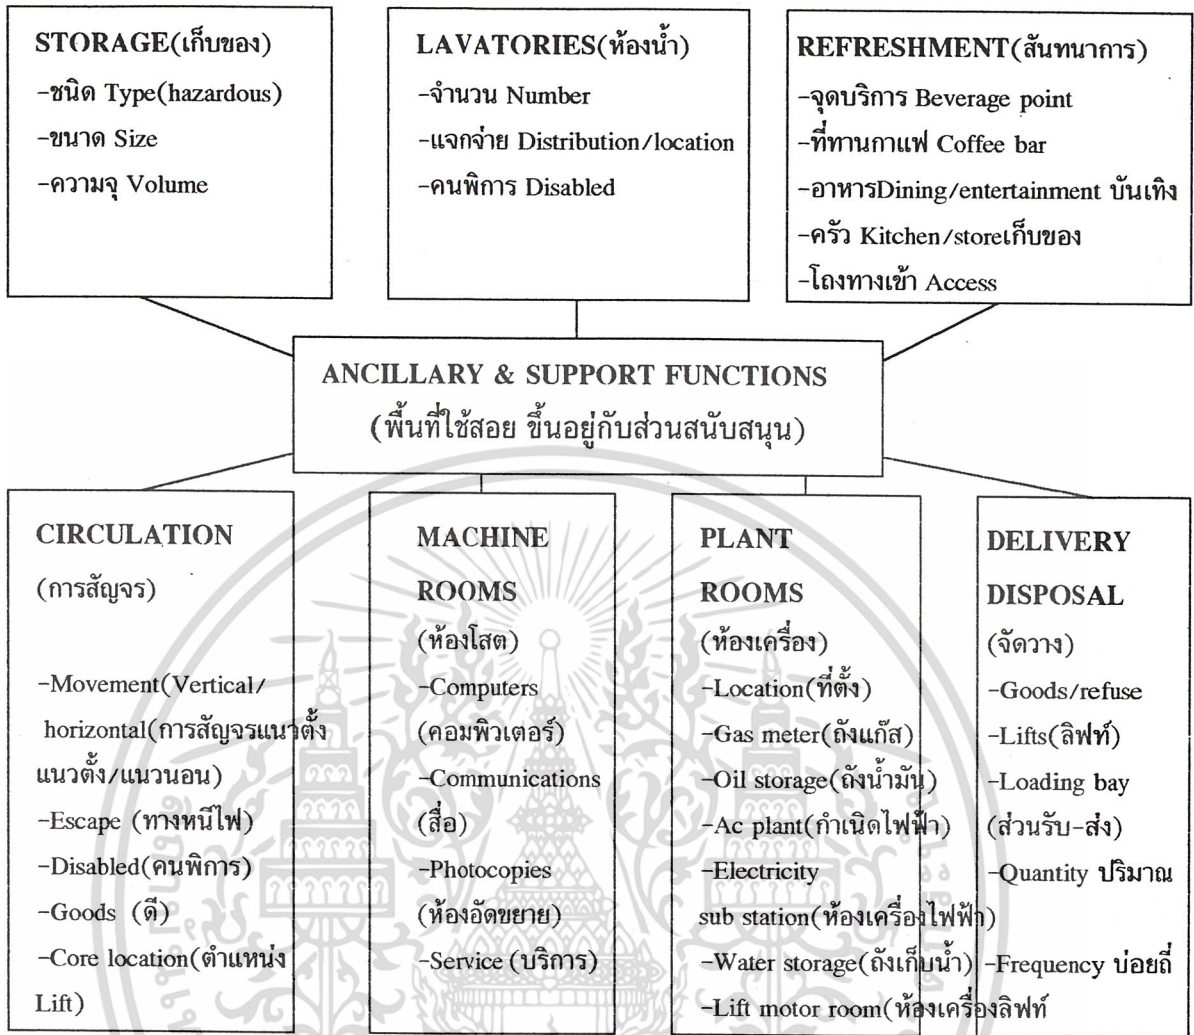 STORAGE(เก็บของ)
-ชนิด Type(hazardous)
-ขนาด Size
-ความจุ Volume
LAVATORIES(ห้องน้ำ)
-จำนวน Number
-แจกจ่าย Distribution/location
-คนพิการ Disabled
REFRESHMENT(สันทนาการ)
-จุดบริการ Beverage point
-ที่ทานกาแฟ Coffee bar
-อาหารDining/entertainment บันเทิง
-ครัว Kitchen/storeเก็บของ
-โถงทางเข้า Access
ANCILLARY & SUPPORT FUNCTIONS
(พื้นที่ใช้สอย ขึ้นอยู่กับส่วนสนับสนุน)
CIRCULATION
(การสัญจร)
-Movement(Vertical/
horizontal(การสัญจรแนวตั้ง
แนวตั้ง/แนวนอน)
-Escape (ทางหนีไฟ)
-Disabled(คนพิการ)
-Goods (ดี)
-Core location(ตำแหน่ง
Lift)
MACHINE
ROOMS
(ห้องโสต)
-Computers
(คอมพิวเตอร์)
-Communications
(สื่อ)
-Photocopies
(ห้องอัดขยาย)
-Service (บริการ)
PLANT
ROOMS
(ห้องเครื่อง)
-Location(ที่ตั้ง)
-Gas meter(ถังแก๊ส)
-Oil storage(ถังน้ำมัน)
-Ac plant(กำเนิดไฟฟ้า)
-Electricity
sub station(ห้องเครื่องไฟฟ้า)
-Water storage(ถังเก็บน้ำ)
-Lift motor room(ห้องเครื่องลิฟท์
DELIVERY
DISPOSAL
(จัดวาง)
-Goods/refuse
-Lifts(ลิฟท์)
-Loading bay
(ส่วนรับ-ส่ง)
-Quantity ปริมาณ
-Frequency บ่อยถี่